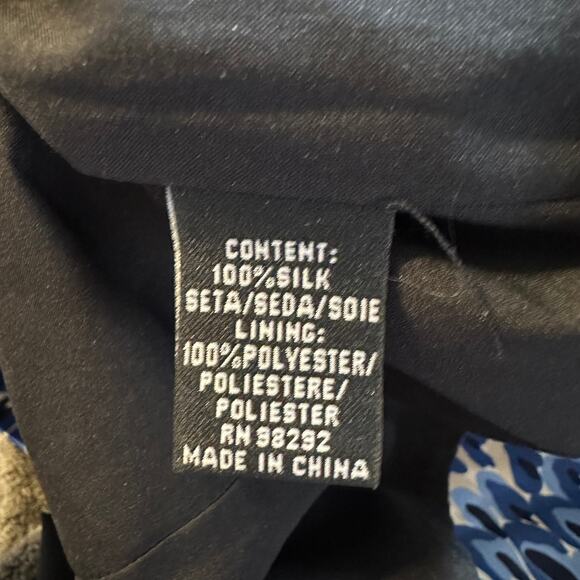 CONTENT:
100%SILK
SETA/SEDA/SOIE
LINING:
100%POLYESTER/
POLIESTERE/
POLIESTER
RN 98292
MADE IN CHINA